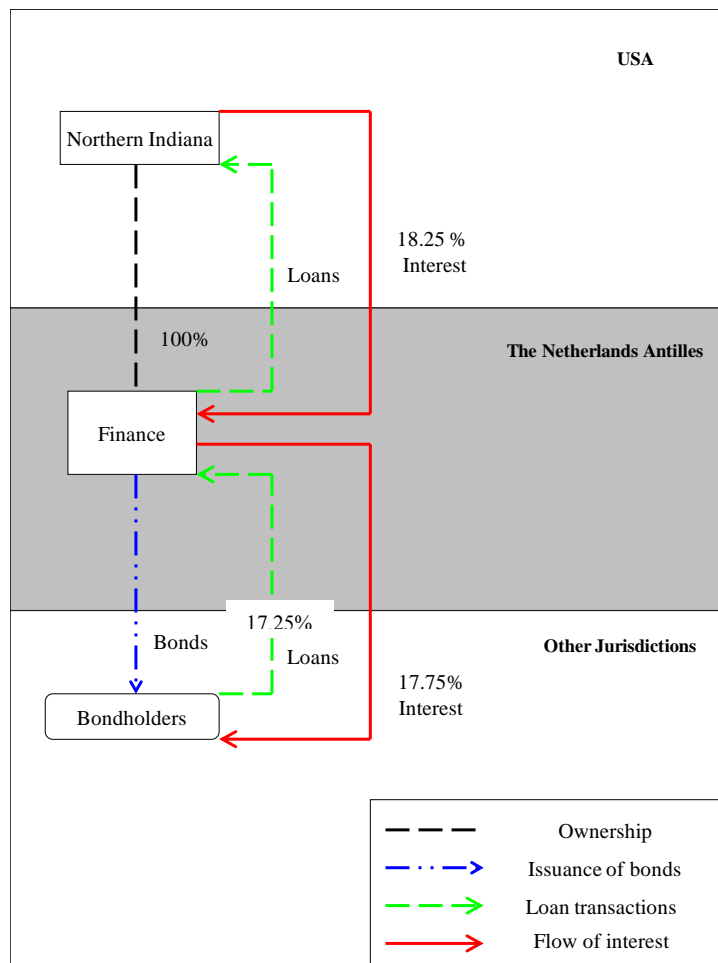 USA
Northern Indiana
18.25 %
Interest
Loans
100%
The Netherlands Antilles
Finance
17.25%
Bonds
Loans
Other Jurisdictions
17.75%
Interest
Bondholders
Ownership
Issuance of bonds
Loan transactions
Flow of interest